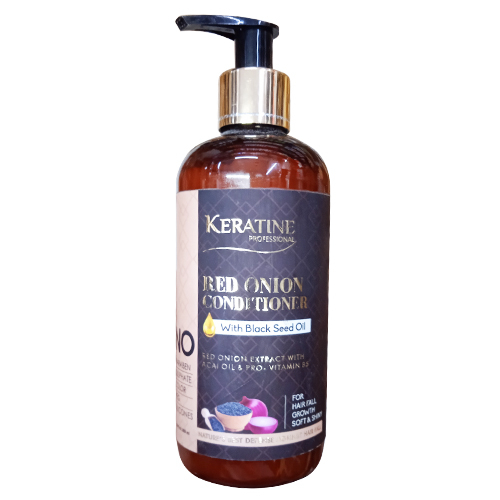 KERATINE
PROFESSIONAL
RED ONION
CONDITIONER
With Black Seed Oil
RED ONION EXTRACT WITH
ACAI OIL & PRO- VITAMIN B5
FOR
HAIR FALL
GROWTH
SOFT & SHINY
NO